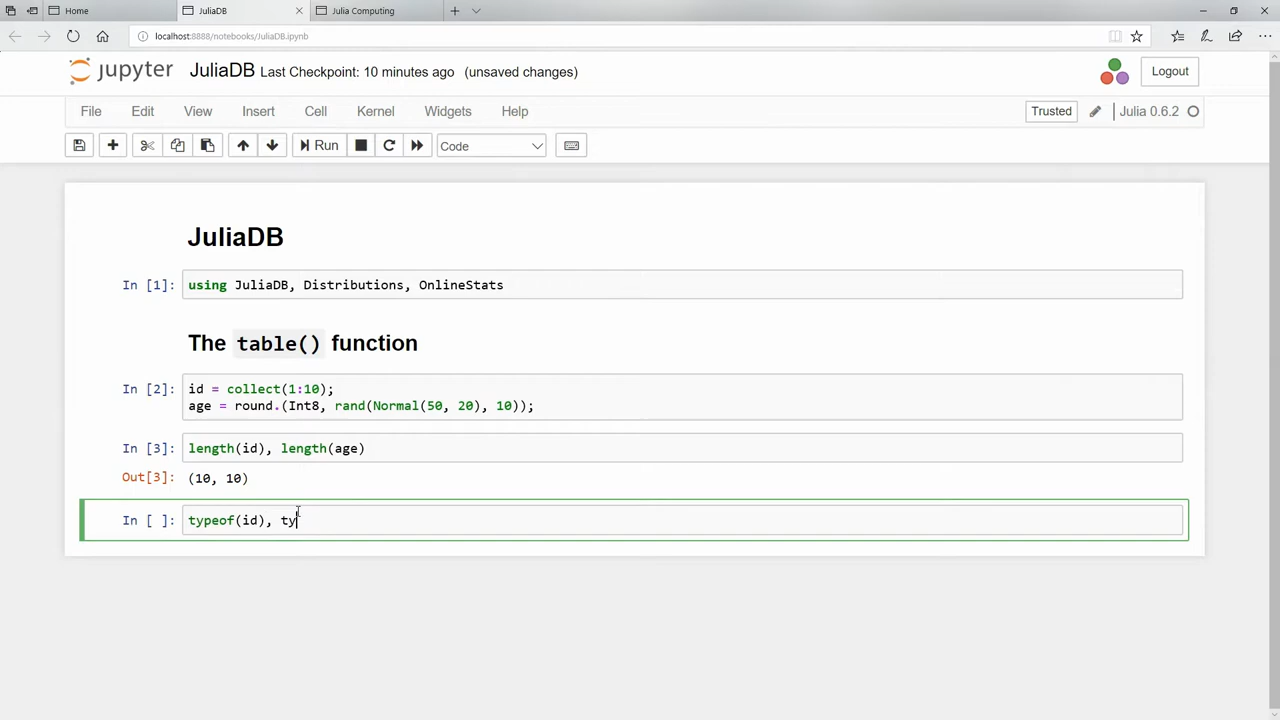 Home
JuliaDB
Julia Computing
localhost:8888/notebooks/JuliaDB.ipynb
jupyter JuliaDB Last Checkpoint: 10 minutes ago (unsaved changes)
Logout
File Edit View Insert Cell Kernel Widgets Help
Trusted
Julia 0.6.2
Run
Code
JuliaDB
In [1]: using JuliaDB, Distributions, OnlineStats
The table() function
In [2]: id = collect(1:10);
age = round.(Int8, rand(Normal(50, 20), 10));
In [3]: length(id), length(age)
Out[3]: (10, 10)
In [ ]: typeof(id), ty